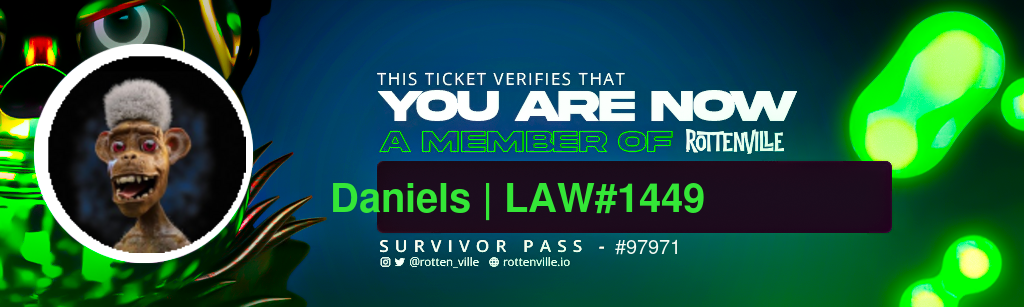 THIS TICKET VERIFIES THAT
YOU ARE NOW
A MEMBER OF ROTTENVILLE
Daniels | LAW#1449
SURVIVOR PASS - #97971
@rotten_ville rottenville.io